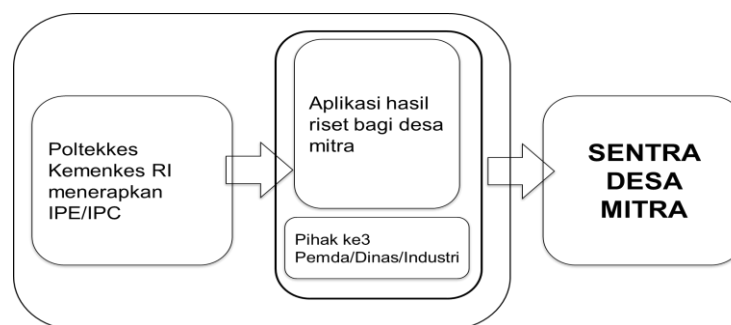 Poltekkes
Kemenkes RI
menerapkan
IPE/IPC
Aplikasi hasil
riset bagi desa
mitra
Pihak ke3
Pemda/Dinas/Industri
SENTRA
DESA
MITRA